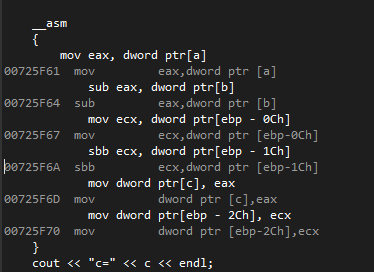 __asm
{
mov eax, dword ptr[a]
00725F61 mov eax,dword ptr [a]
sub eax, dword ptr[b]
00725F64 sub eax,dword ptr [b]
mov ecx, dword ptr[ebp - 0Ch]
00725F67 mov ecx,dword ptr [ebp-0Ch]
sbb ecx, dword ptr[ebp - 1Ch]
00725F6A sbb ecx,dword ptr [ebp-1Ch]
mov dword ptr[c], eax
00725F6D mov dword ptr [c],eax
mov dword ptr[ebp - 2Ch], ecx
00725F70 mov dword ptr [ebp-2Ch],ecx
}
cout << "c=" << c << endl;